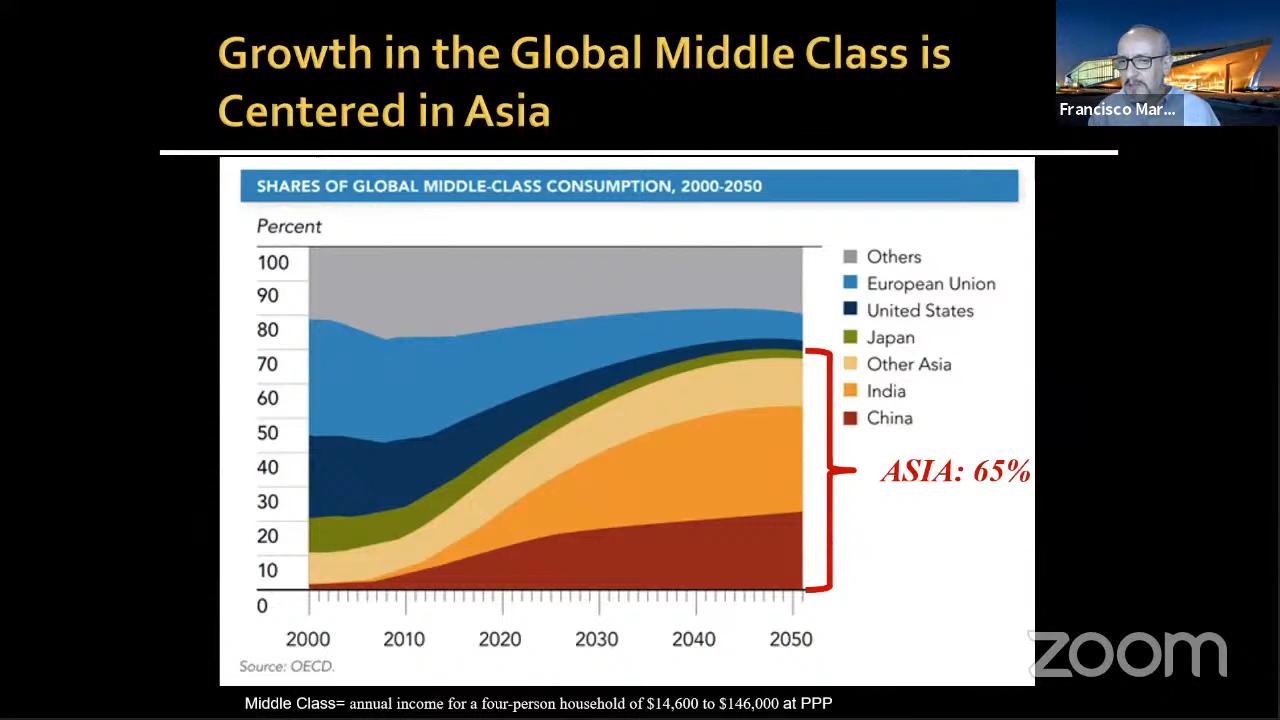 Growth in the Global Middle Class is
Centered in Asia
Francisco Mar...
SHARES OF GLOBAL MIDDLE-CLASS CONSUMPTION, 2000-2050
Percent
100
90
80
70
60
50
40
30
20
10
0
2000 2010 2020 2030 2040 2050
Others
European Union
United States
Japan
Other Asia
India
China
ASIA: 65%
Source: OECD.
zoom
Middle Class= annual income for a four-person household of $14,600 to $146,000 at PPP